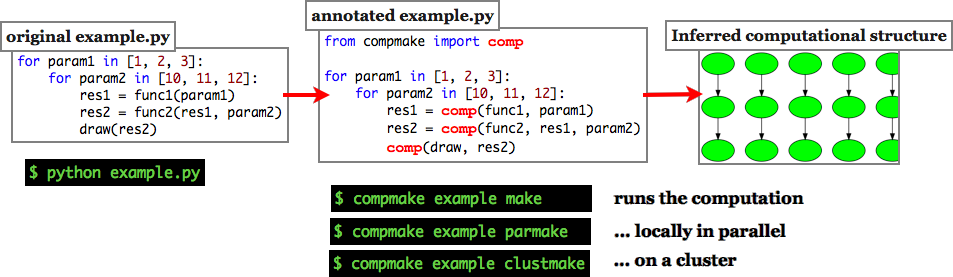 original example.py
for param1 in [1, 2, 3]:
for param2 in [10, 11, 12]:
res1 = func1(param1)
res2 = func2(res1, param2)
draw(res2)
$ python example.py
annotated example.py
from compmake import comp
for param1 in [1, 2, 3]:
for param2 in [10, 11, 12]:
res1 = comp(func1, param1)
res2 = comp(func2, res1, param2)
comp(draw, res2)
Inferred computational structure
$ compmake example make
runs the computation
$ compmake example parmake
... locally in parallel
$ compmake example clustmake
... on a cluster